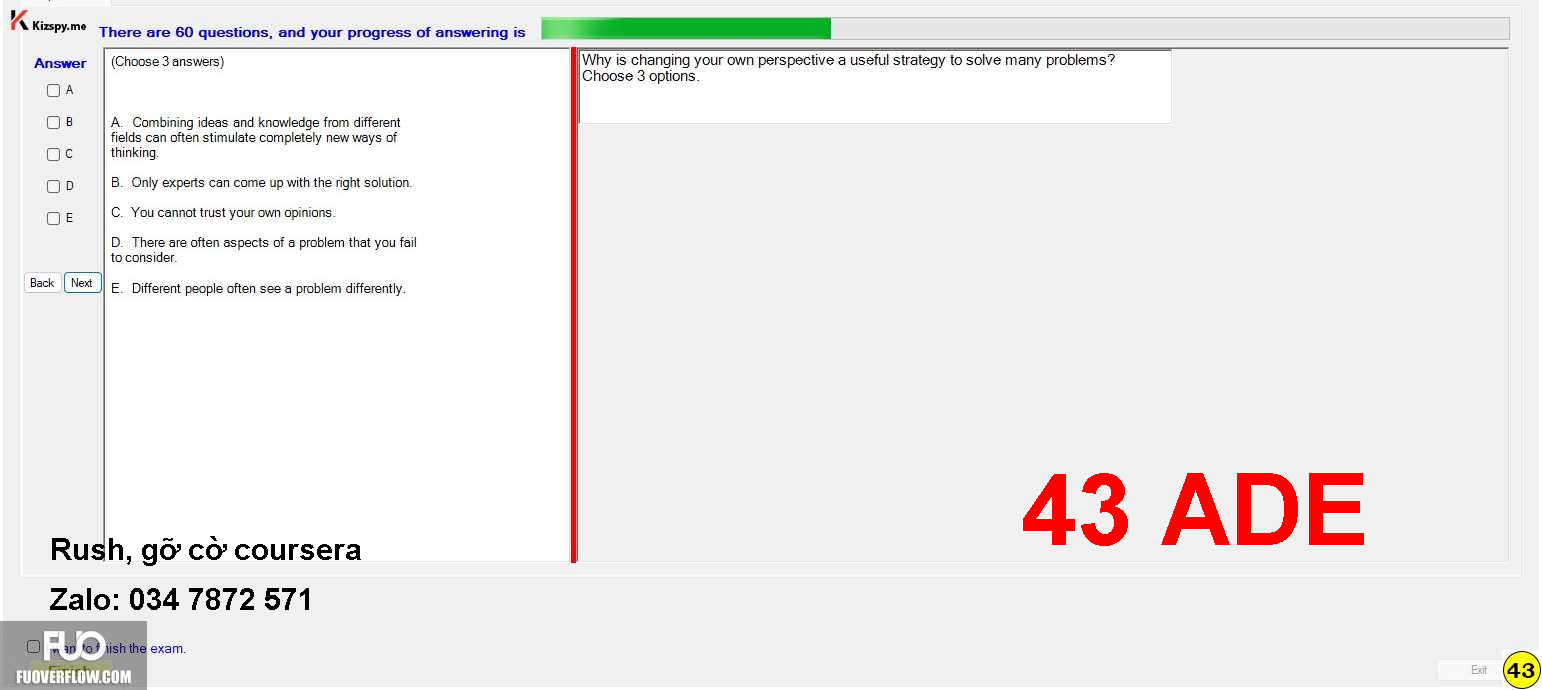 Kizspy.me
There are 60 questions, and your progress of answering is
Answer
A
B
C
D
E
Back
Next
(Choose 3 answers)
A. Combining ideas and knowledge from different
fields can often stimulate completely new ways of
thinking.
B. Only experts can come up with the right solution.
C. You cannot trust your own opinions.
D. There are often aspects of a problem that you fail
to consider.
E. Different people often see a problem differently.
Why is changing your own perspective a useful strategy to solve many problems?
Choose 3 options.
43 ADE
Rush, gỡ cờ coursera
Zalo: 034 7872 571
to finish the exam.
Finish
FUO
FUOVERFLOW.COM
Exit
43